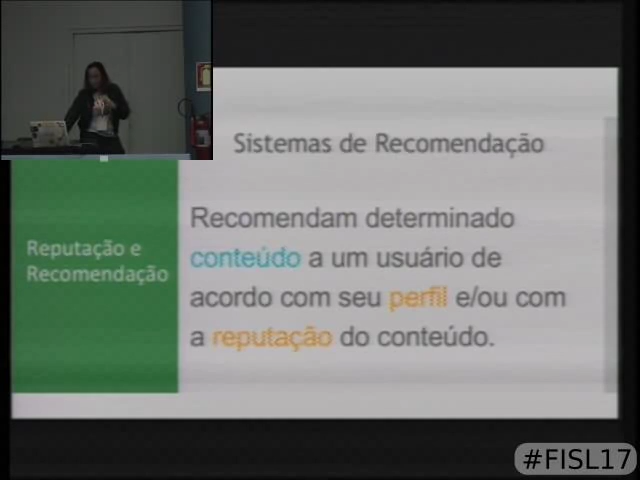 Sistemas de Recomendação
Reputação e
Recomendação
Recomendam determinado
conteúdo a um usuário de
acordo com seu perfil e/ou com
a reputação do conteúdo.
#FISL17